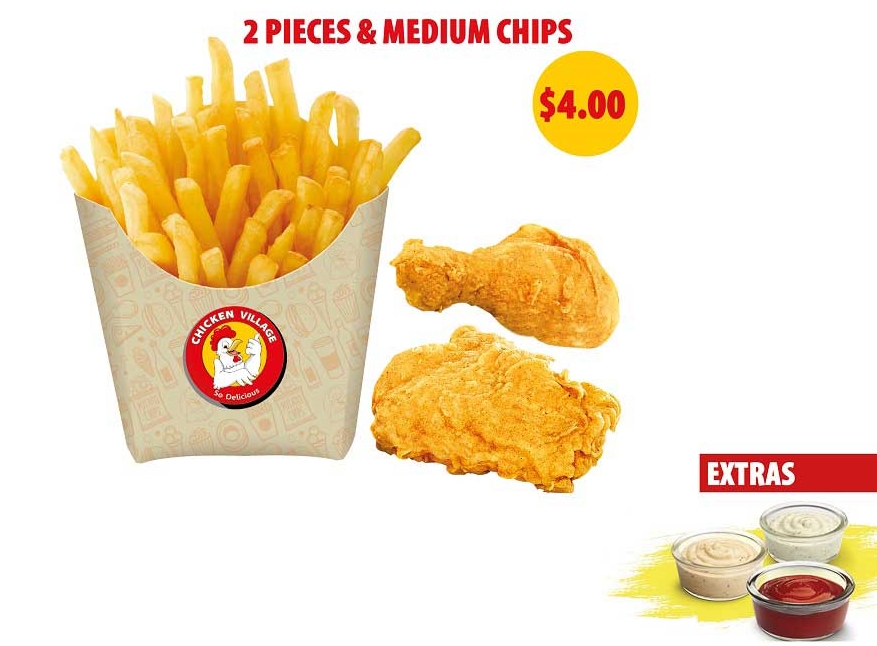 2 PIECES & MEDIUM CHIPS
$4.00
CHICKEN VILLAGE
So Delicious
EXTRAS